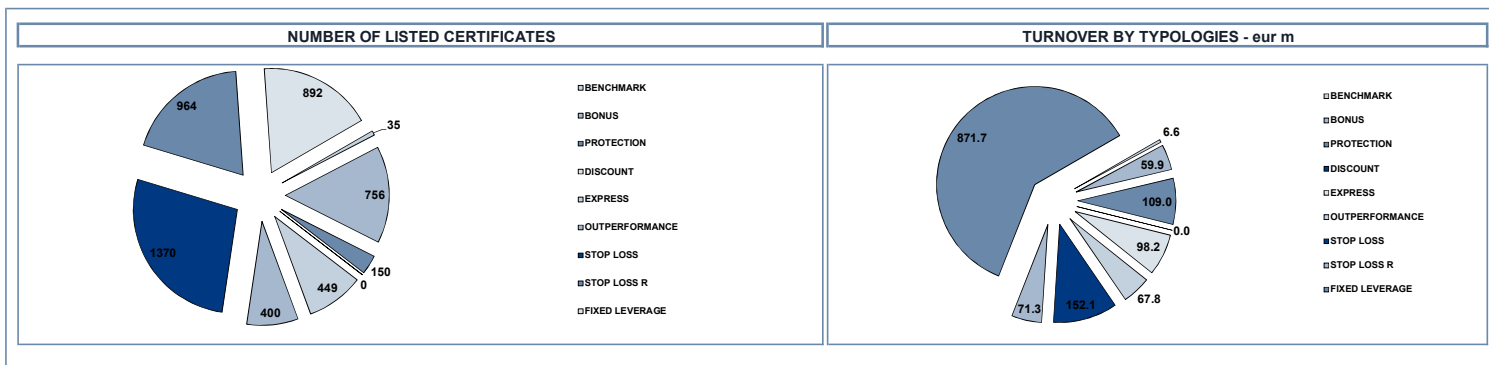 NUMBER OF LISTED CERTIFICATES
964
892
35
756
150
0
449
400
1370
BENCHMARK
BONUS
PROTECTION
DISCOUNT
EXPRESS
OUTPERFORMANCE
STOP LOSS
STOP LOSS R
FIXED LEVERAGE
TURNOVER BY TYPOLOGIES - eur m
871.7
6.6
59.9
109.0
0.0
98.2
67.8
152.1
71.3
BENCHMARK
BONUS
PROTECTION
DISCOUNT
EXPRESS
OUTPERFORMANCE
STOP LOSS
STOP LOSS R
FIXED LEVERAGE